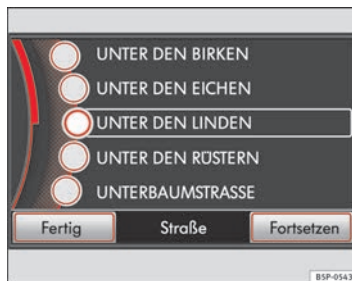 UNTER DEN BIRKEN
UNTER DEN EICHEN
UNTER DEN LINDEN
UNTER DEN RÜSTERN
UNTERBAUMSTRASSE
Fertig Straße Fortsetzen
B5P-0543